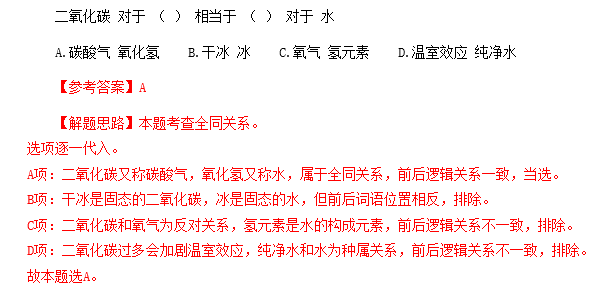 二氧化碳 对于 （ ） 相当于 （ ） 对于 水
A.碳酸气 氧化氢 B.干冰 冰 C.氧气 氢元素 D.温室效应 纯净水
【参考答案】A
【解题思路】本题考查全同关系。
选项逐一代入。
A项：二氧化碳又称碳酸气，氧化氢又称水，属于全同关系，前后逻辑关系一致，当选。
B项：干冰是固态的二氧化碳，冰是固态的水，但前后词语位置相反，排除。
C项：二氧化碳和氧气为反对关系，氢元素是水的构成元素，前后逻辑关系不一致，排除。
D项：二氧化碳过多会加剧温室效应，纯净水和水为种属关系，前后逻辑关系不一致，排除。
故本题选A。